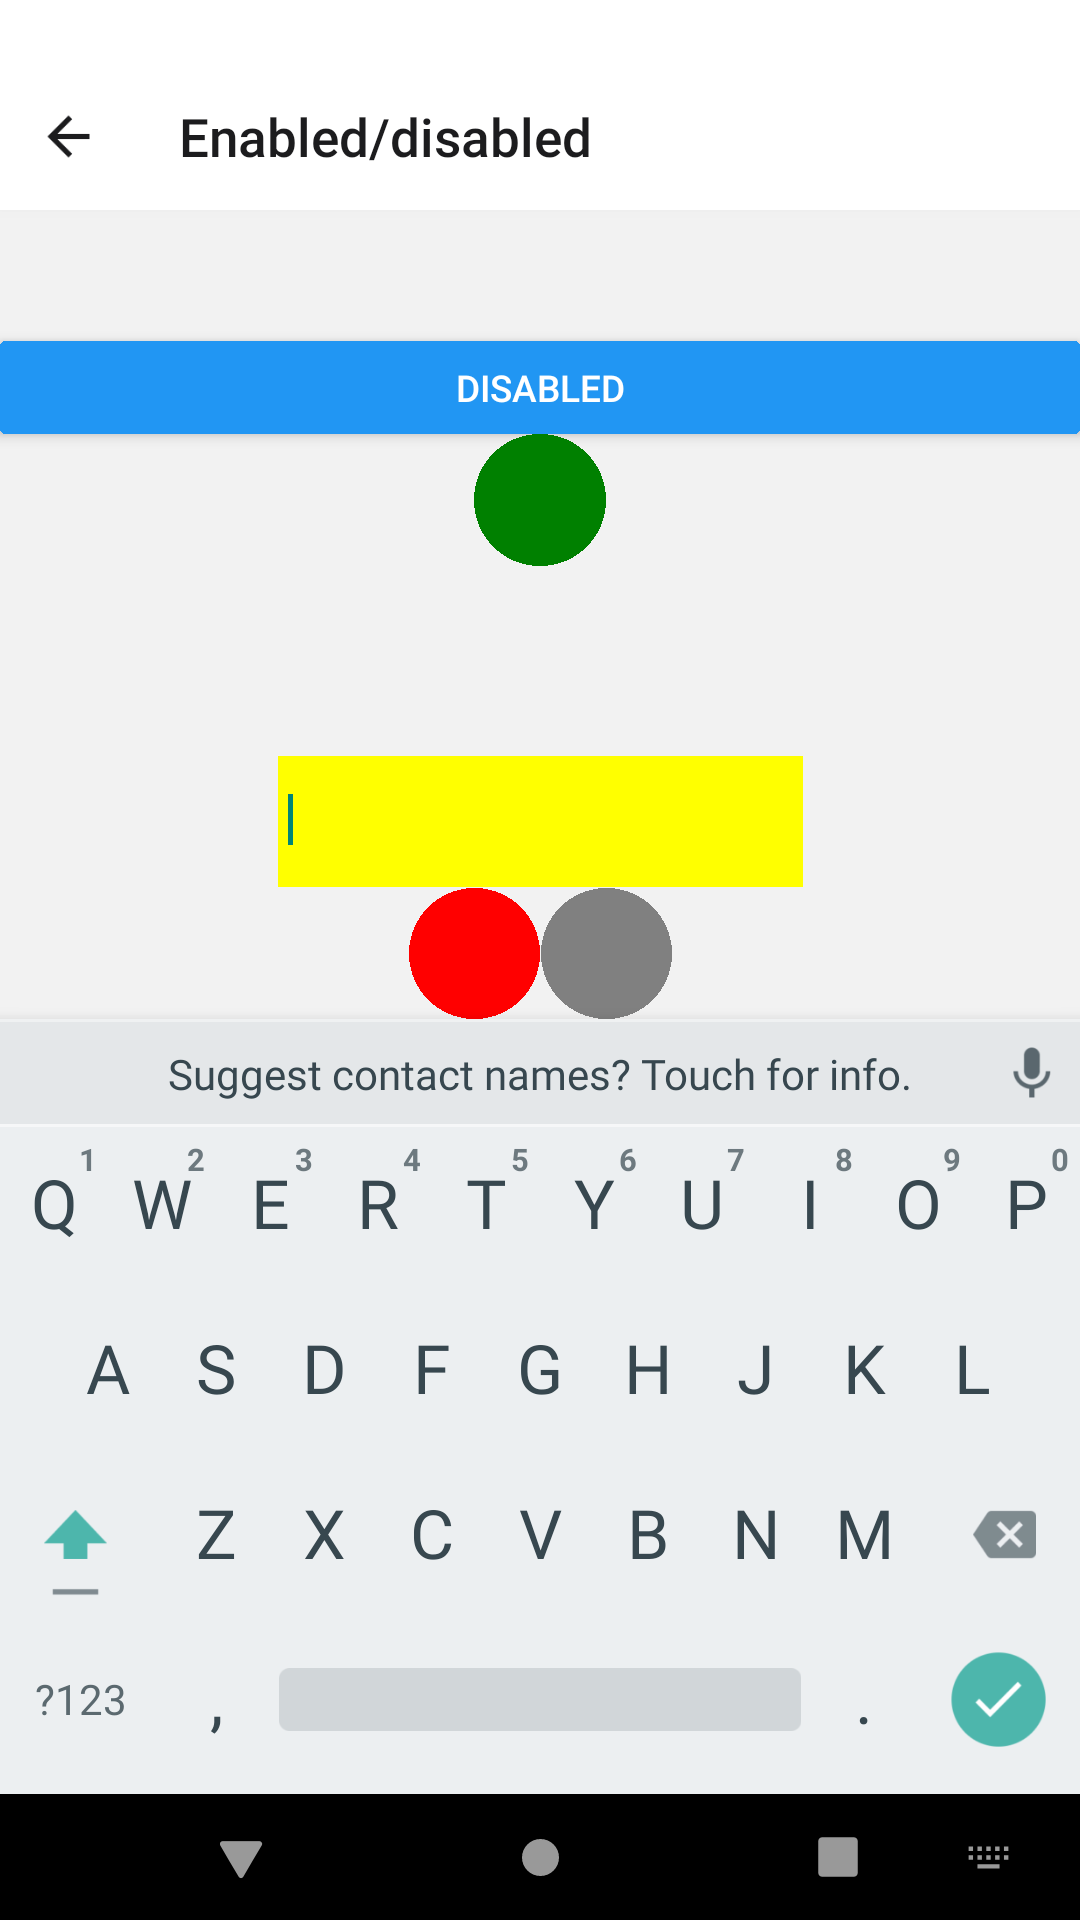 Enabled/disabled
DISABLED
Suggest contact names? Touch for info.
1 2 3 4 5 6 7 8 9 0
Q W E R T Y U I O P
A S D F G H J K L
Z X C V B N M
?123 , .